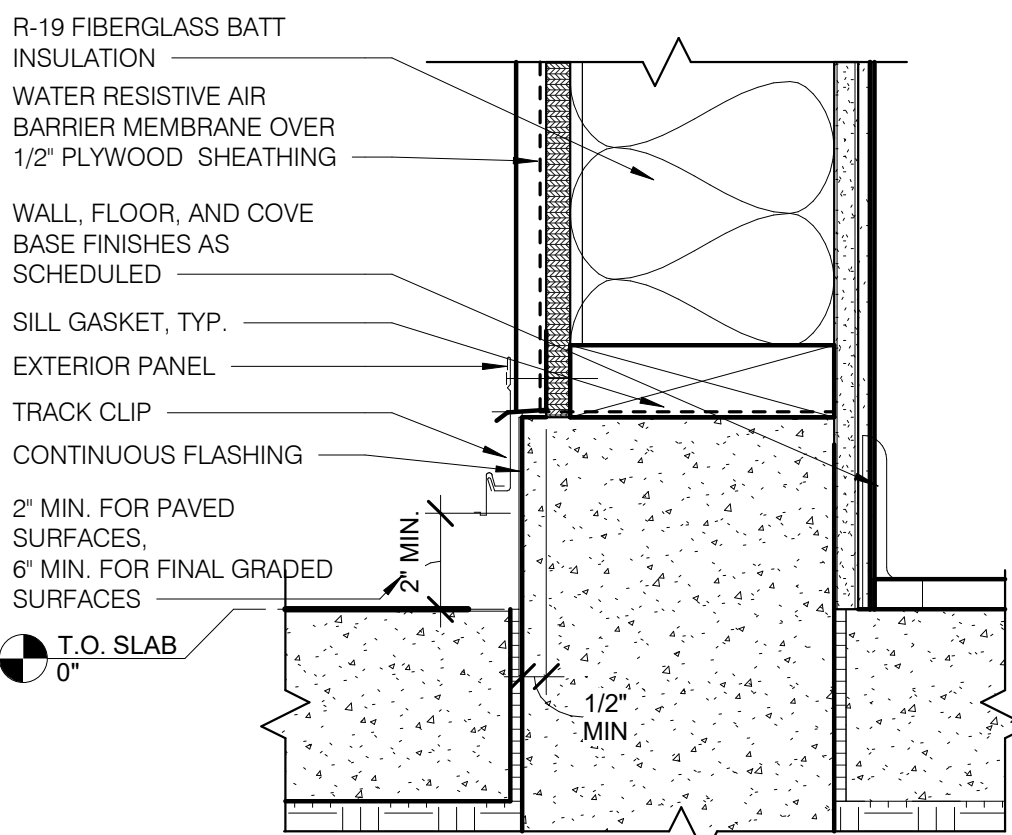 R-19 FIBERGLASS BATT
INSULATION
WATER RESISTIVE AIR
BARRIER MEMBRANE OVER
1/2" PLYWOOD SHEATHING
WALL, FLOOR, AND COVE
BASE FINISHES AS
SCHEDULED
SILL GASKET, TYP.
EXTERIOR PANEL
TRACK CLIP
CONTINUOUS FLASHING
2" MIN. FOR PAVED
SURFACES,
6" MIN. FOR FINAL GRADED
SURFACES
2" MIN.
T.O. SLAB
0"
1/2"
MIN